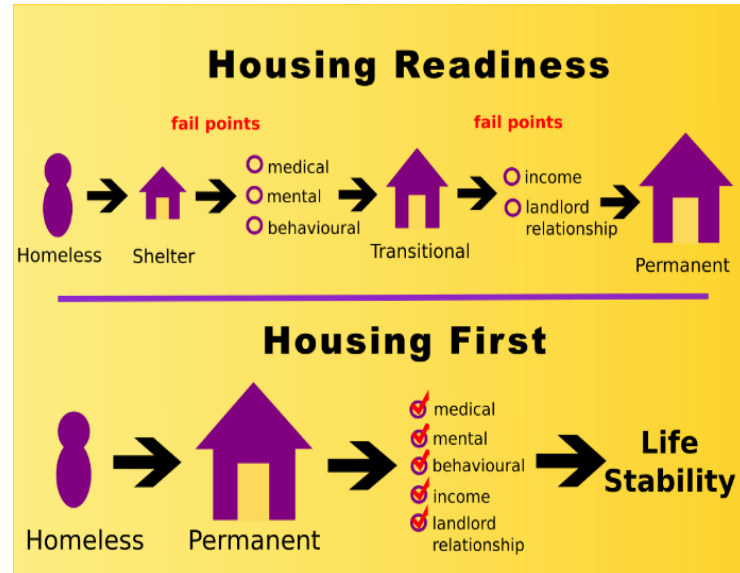 Housing Readiness
fail points
fail points
medical
mental
behavioural
income
landlord
relationship
Homeless
Shelter
Transitional
Permanent
Housing First
medical
mental
behavioural
income
landlord
relationship
Life
Stability
Homeless
Permanent